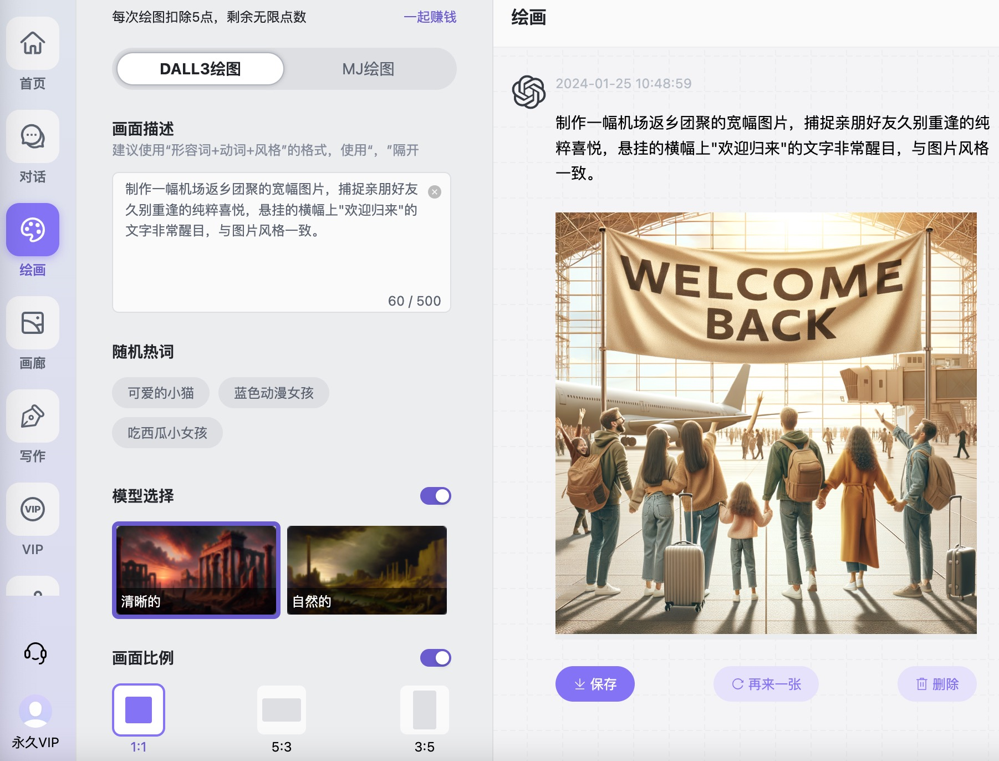 首页
对话
绘画
画廊
写作
VIP
VIP
永久VIP
每次绘图扣除5点，剩余无限点数
一起赚钱
DALL3绘图
MJ绘图
画面描述
建议使用“形容词+动词+风格”的格式，使用“，”隔开
制作一幅机场返乡团聚的宽幅图片，捕捉亲朋好友
久别重逢的纯粹喜悦，悬挂的横幅上"欢迎归来"的
文字非常醒目，与图片风格一致。
60 / 500
随机热词
可爱的小猫
蓝色动漫女孩
吃西瓜小女孩
模型选择
清晰的
自然的
画面比例
1:1
5:3
3:5
绘画
2024-01-25 10:48:59
制作一幅机场返乡团聚的宽幅图片，捕捉亲朋好友久别重逢的纯
粹喜悦，悬挂的横幅上"欢迎归来"的文字非常醒目，与图片风格
一致。
WELCOME
BACK
保存
再来一张
删除